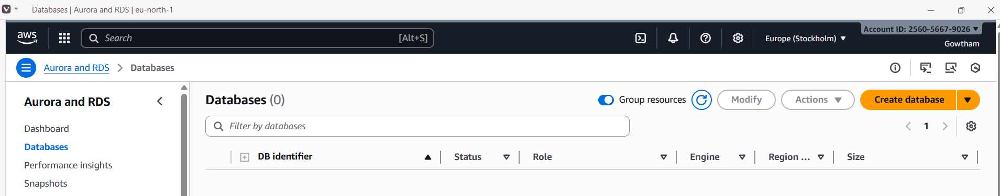 Databases | Aurora and RDS | eu-north-1
aws
Search [Alt+S]
Europe (Stockholm)
Account ID: 2560-5667-9026
Gowtham
Aurora and RDS > Databases
Aurora and RDS
Dashboard
Databases
Performance insights
Snapshots
Databases (0)
Group resources
Modify
Actions
Create database
Filter by databases
1
DB identifier Status Role Engine Region ... Size